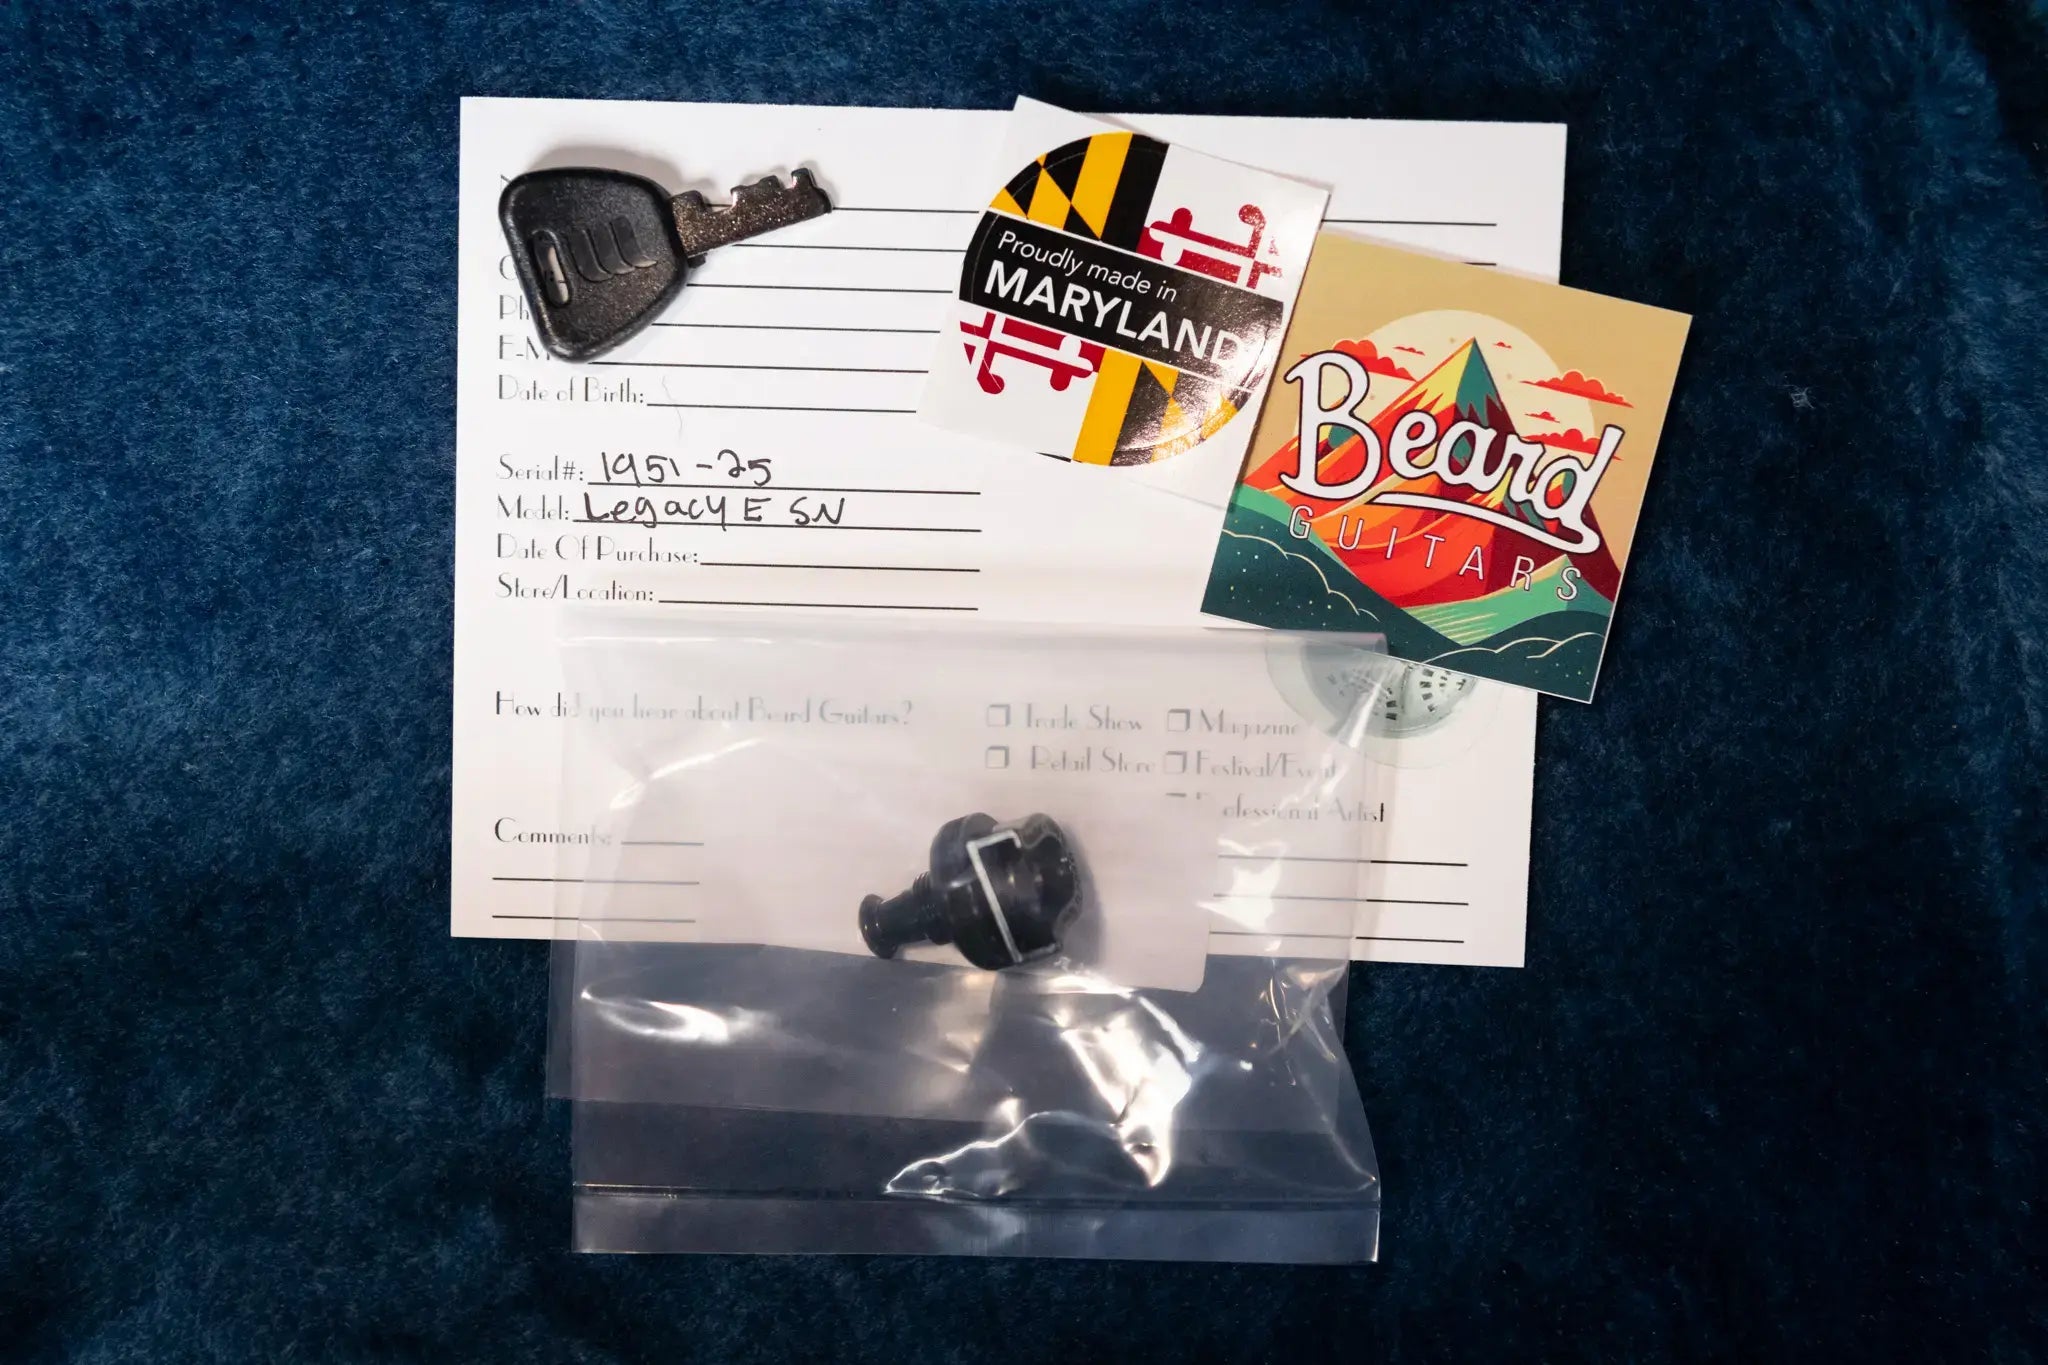 Proudly made in
MARYLAND
Beard
GUITARS
Date of Birth:
Serial#: 1951-25
Model: Legacy E SN
Date Of Purchase:
Store/Location:
How did you hear about Beard Guitars?
❒ Trade Show ❒ Magazine
❒ Retail Store ❒ Festival/Event
Artist
Comments: